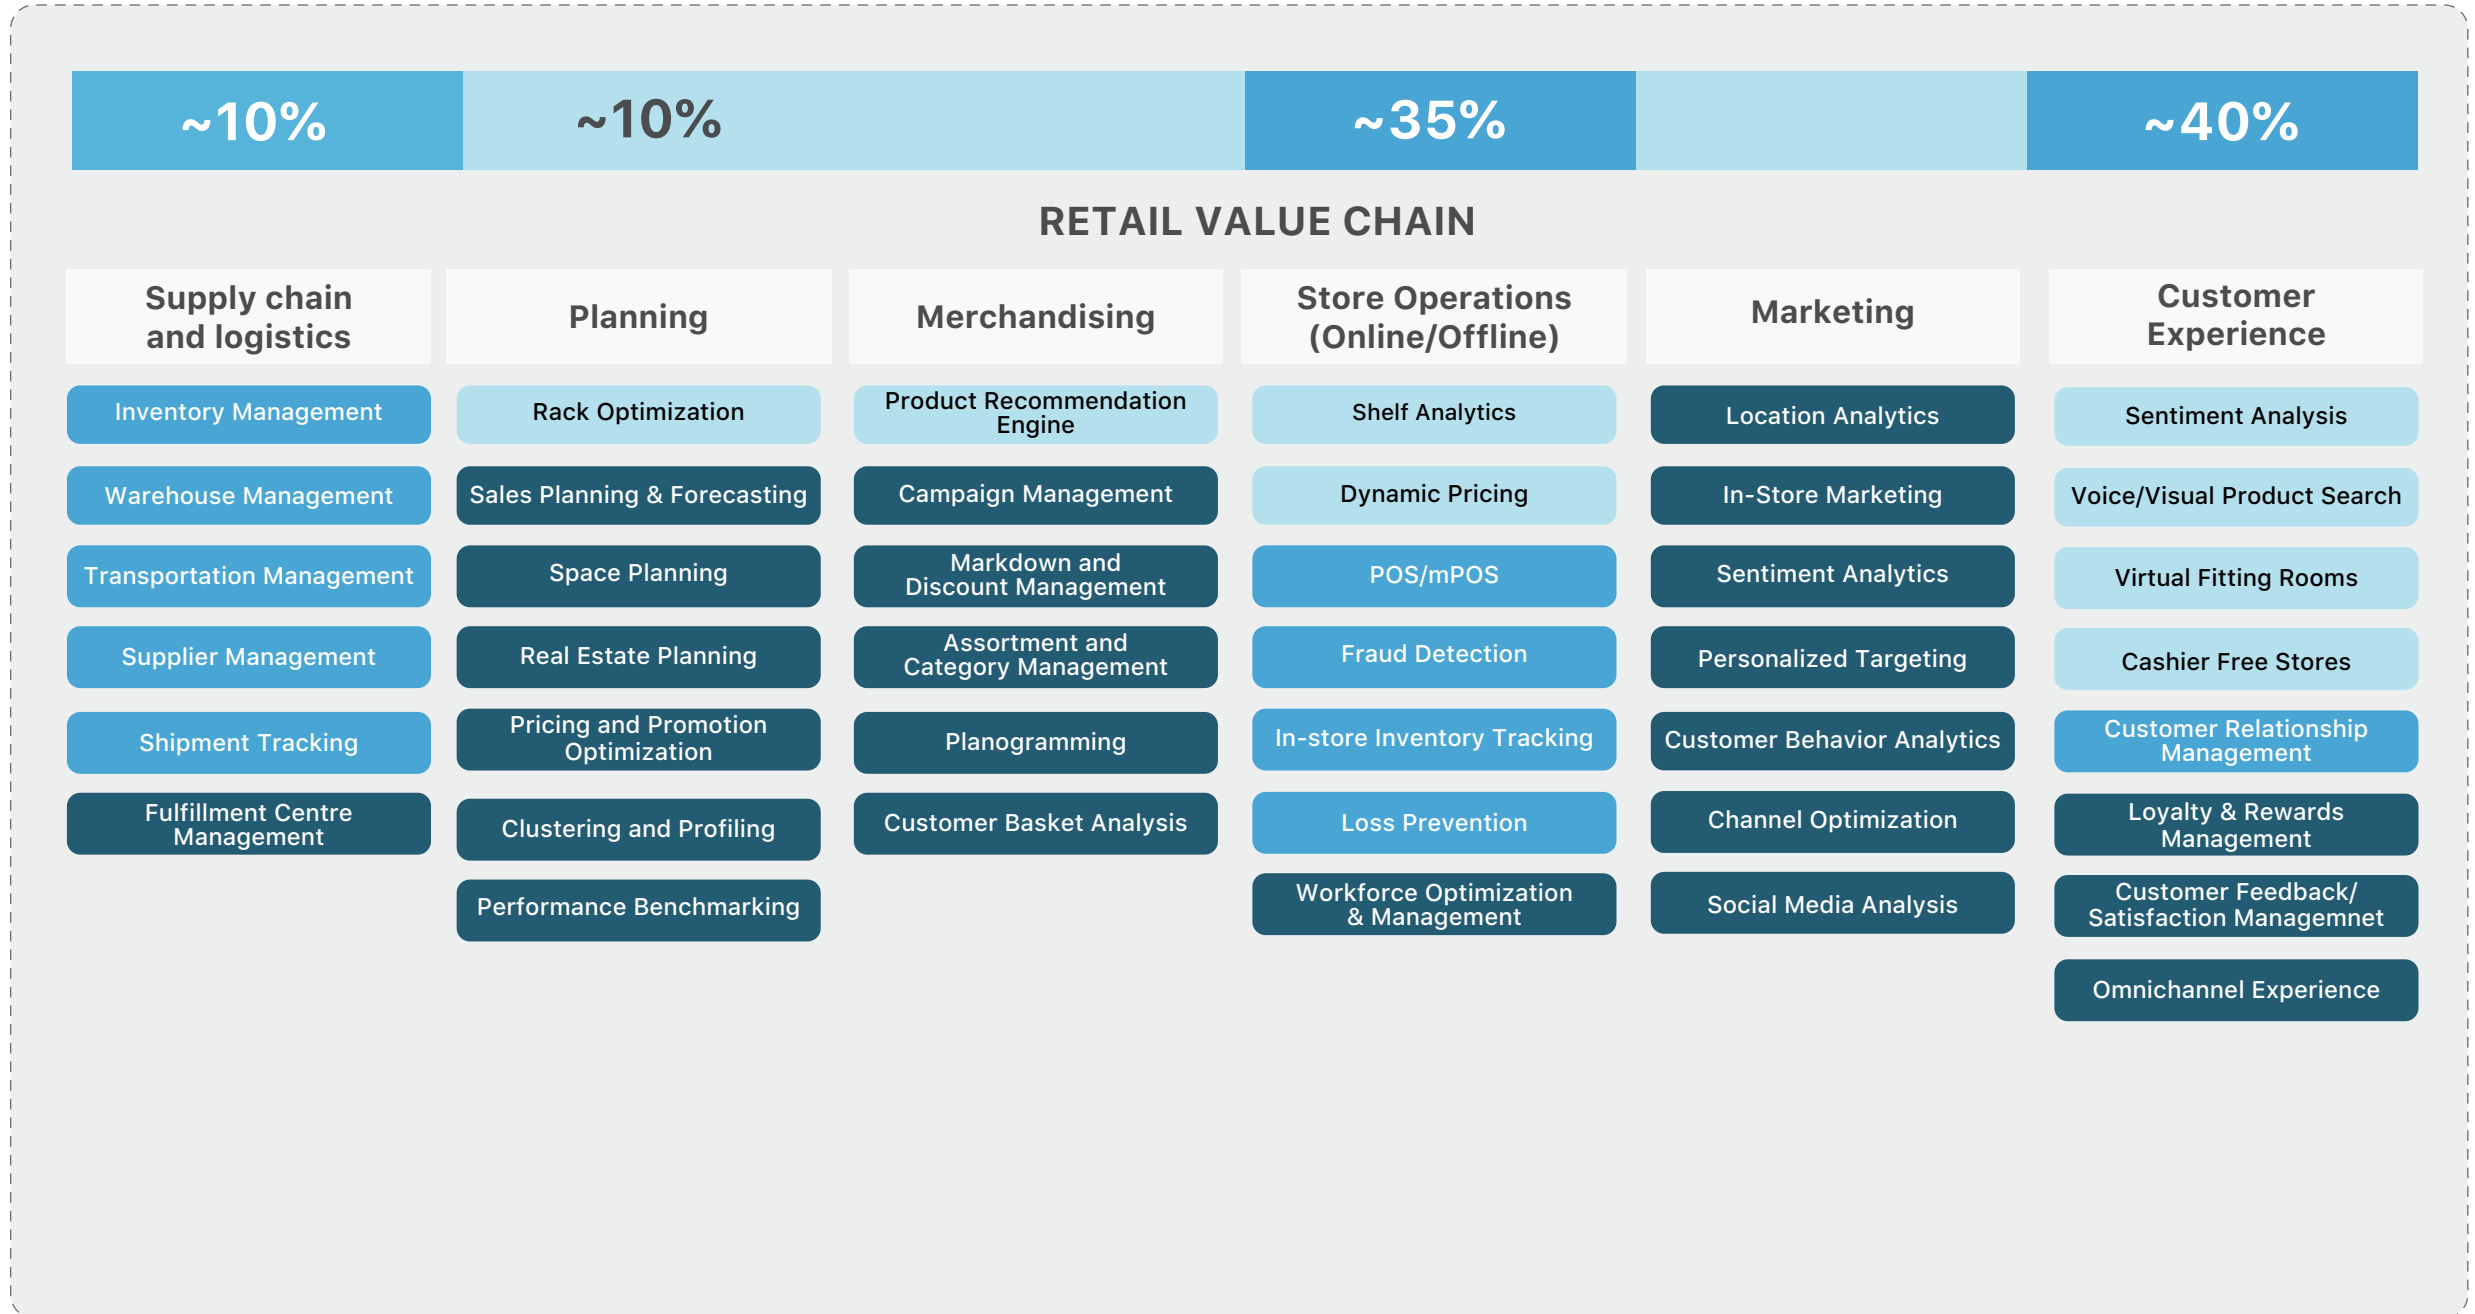 ~10%
~10%
~35%
~40%
RETAIL VALUE CHAIN
Supply chain
and logistics
Inventory Management
Warehouse Management
Transportation Management
Supplier Management
Shipment Tracking
Fulfillment Centre
Management
Planning
Rack Optimization
Sales Planning & Forecasting
Space Planning
Real Estate Planning
Pricing and Promotion
Optimization
Clustering and Profiling
Performance Benchmarking
Merchandising
Product Recommendation
Engine
Campaign Management
Markdown and
Discount Management
Assortment and
Category Management
Planogramming
Customer Basket Analysis
Store Operations
(Online/Offline)
Shelf Analytics
Dynamic Pricing
POS/mPOS
Fraud Detection
In-store Inventory Tracking
Loss Prevention
Workforce Optimization
& Management
Marketing
Location Analytics
In-Store Marketing
Sentiment Analytics
Personalized Targeting
Customer Behavior Analytics
Channel Optimization
Social Media Analysis
Customer
Experience
Sentiment Analysis
Voice/Visual Product Search
Virtual Fitting Rooms
Cashier Free Stores
Customer Relationship
Management
Loyalty & Rewards
Management
Customer Feedback/
Satisfaction Managemnet
Omnichannel Experience